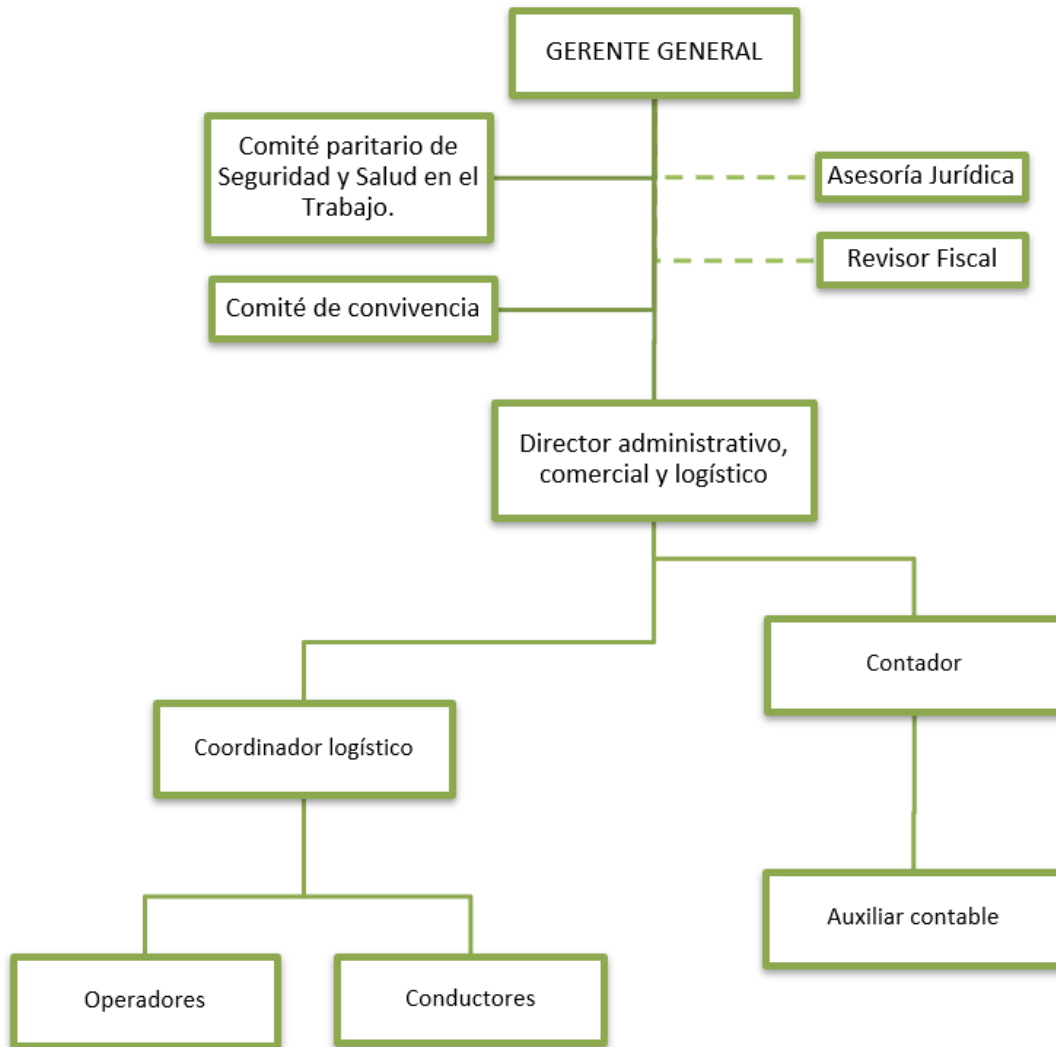 GERENTE GENERAL
Comité paritario de
Seguridad y Salud en el
Trabajo.
Asesoría Jurídica
Revisor Fiscal
Comité de convivencia
Director administrativo,
comercial y logístico
Contador
Coordinador logístico
Auxiliar contable
Operadores
Conductores